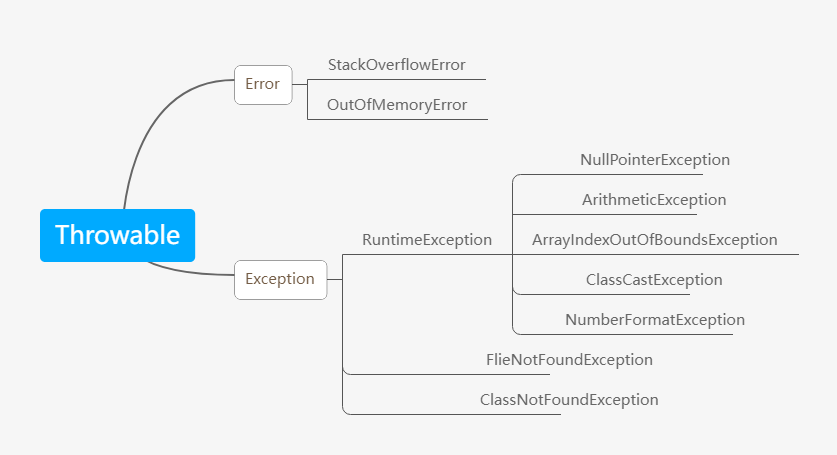 StackOverflowError
Error
OutOfMemoryError
NullPointerException
ArithmeticException
Throwable
RuntimeException
ArrayIndexOutOfBoundsException
Exception
ClassCastException
NumberFormatException
FlieNotFoundException
ClassNotFoundException